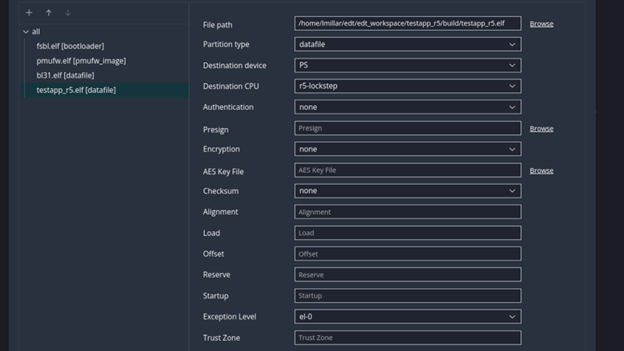 all
fsbl.elf [bootloader]
pmufw.elf [pmufw_image]
bl31.elf [datafile]
testapp_r5.elf [datafile]
File path /home/lmillar/edt/edt_workspace/testapp_r5/build/testapp_r5.elf Browse
Partition type datafile
Destination device PS
Destination CPU r5-lockstep
Authentication none
Presign Presign Browse
Encryption none
AES Key File AES Key File Browse
Checksum none
Alignment Alignment
Load Load
Offset Offset
Reserve Reserve
Startup Startup
Exception Level el-0
Trust Zone Trust Zone